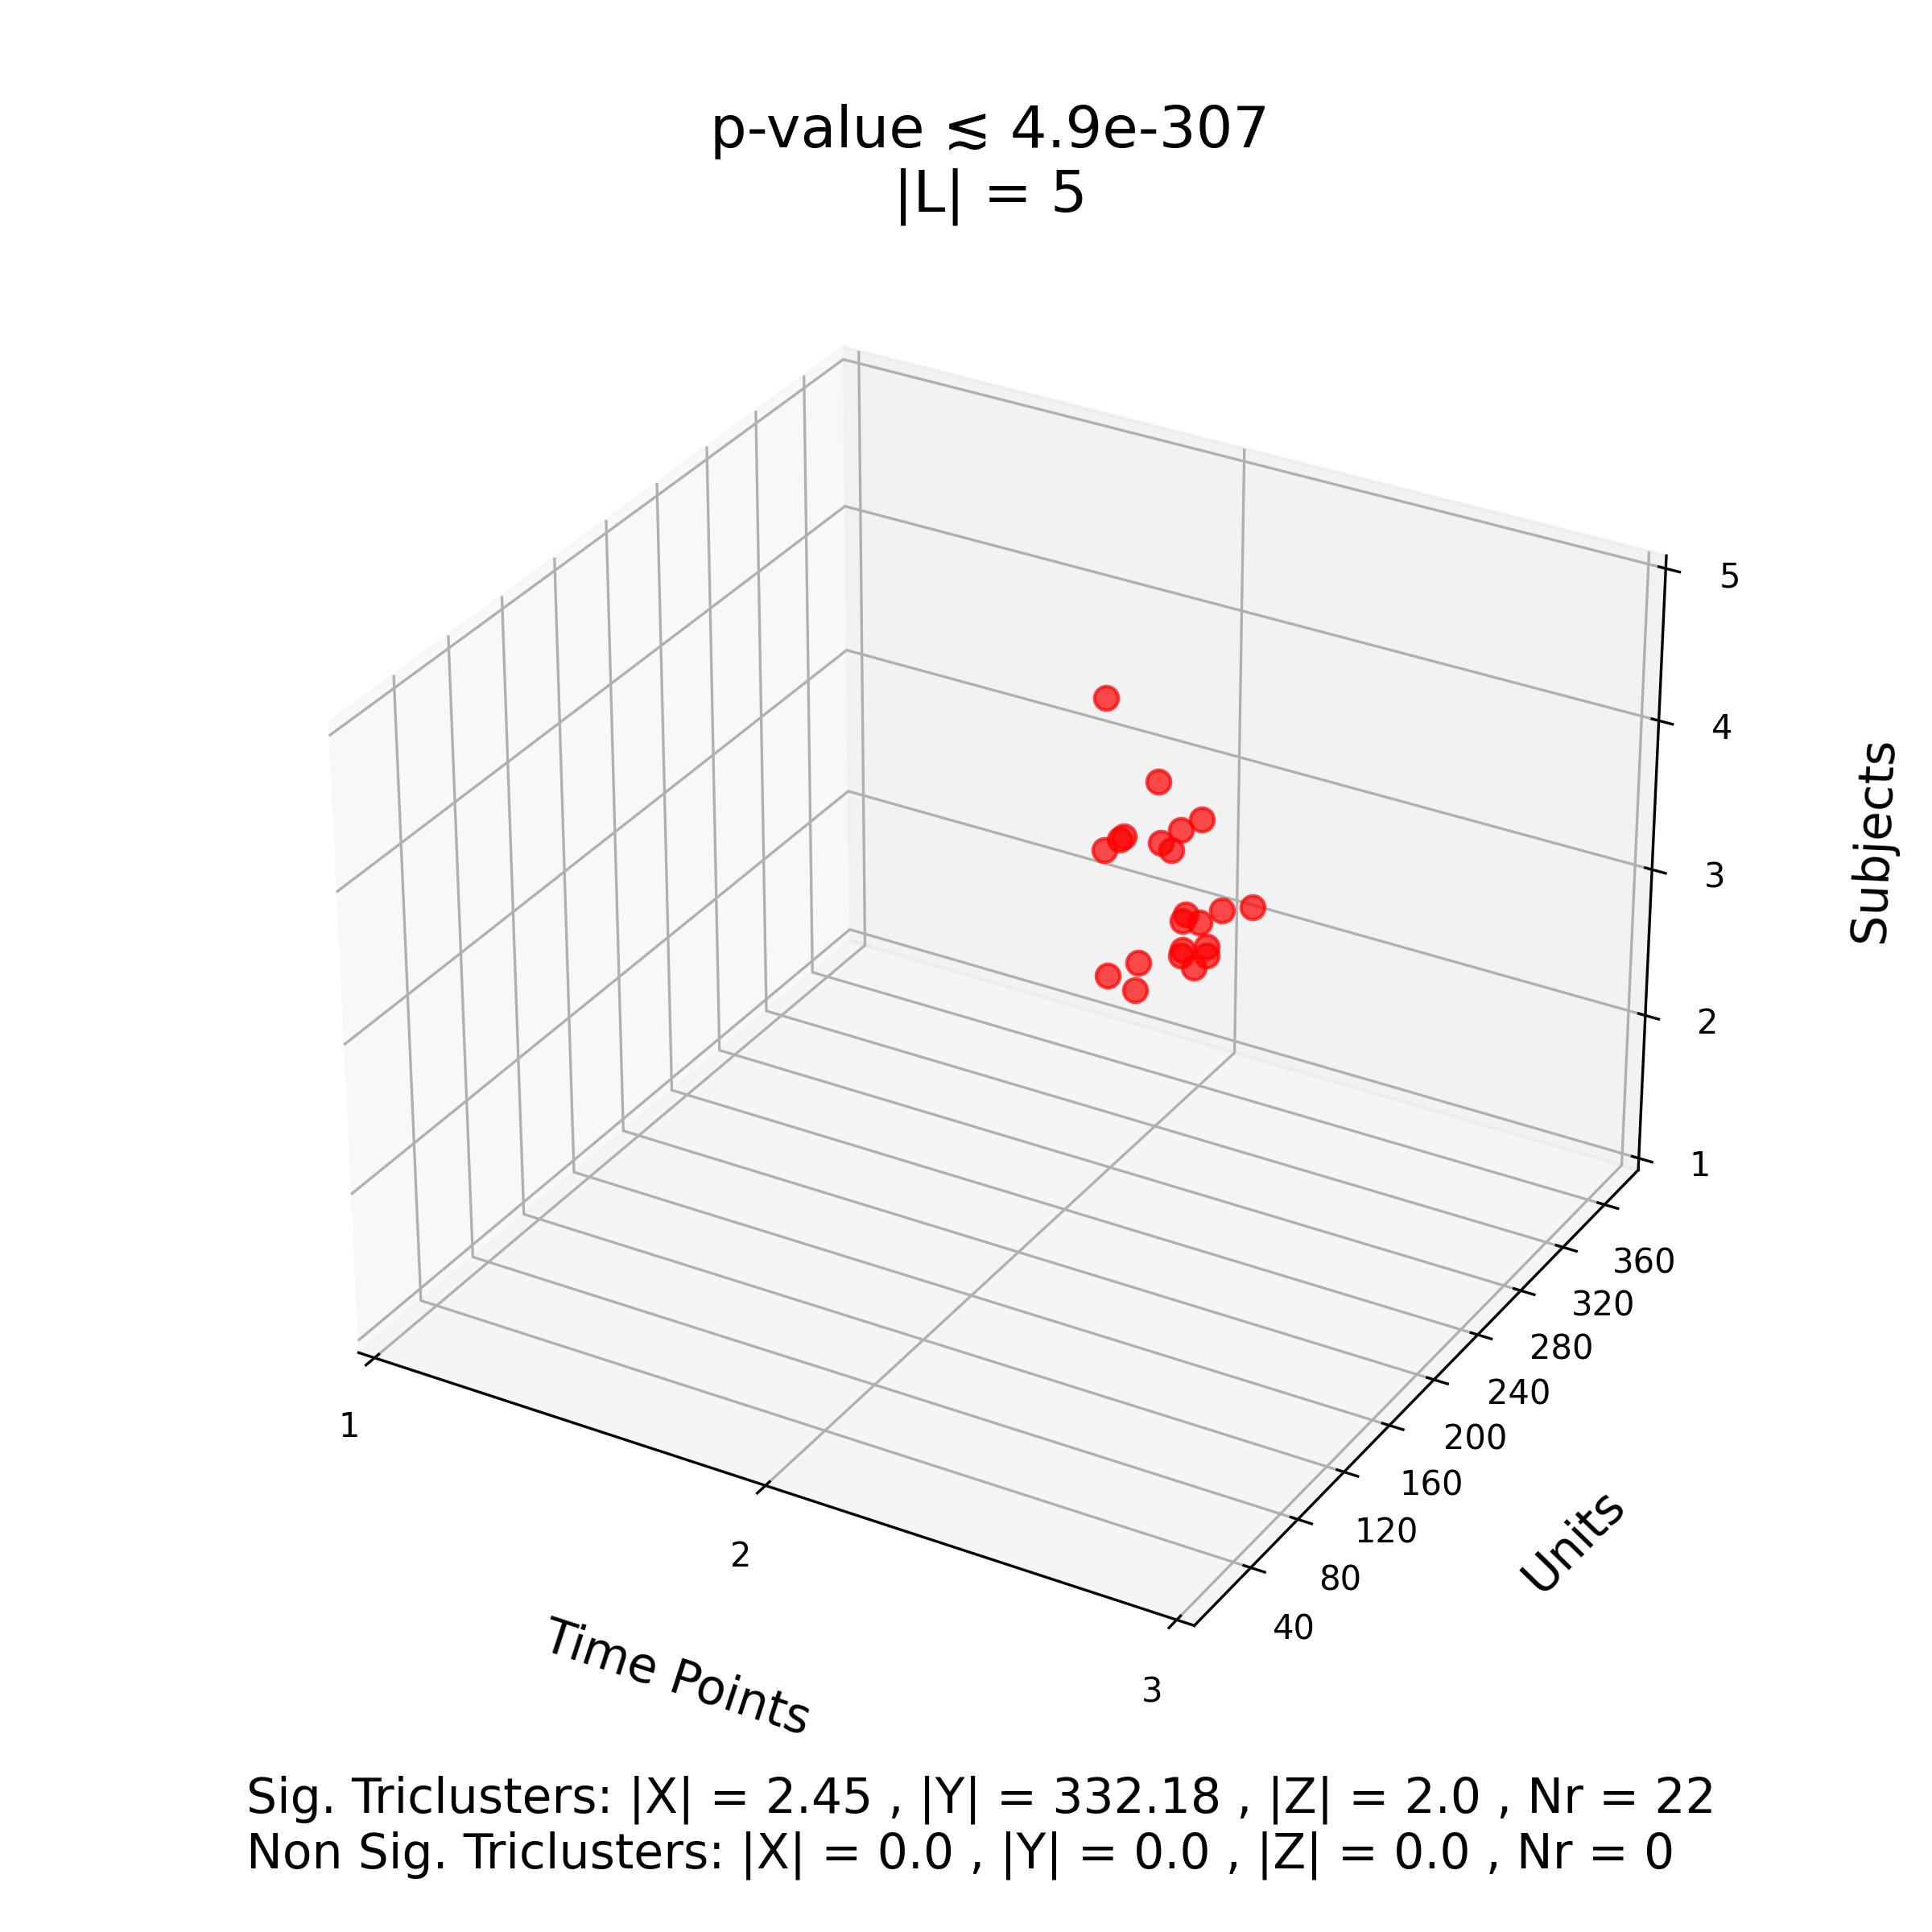 p-value ≲ 4.9e-307
|L| = 5
5
4
3
2
1
Subjects
360
320
280
240
200
160
120
80
40
Units
1
2
3
Time Points
Sig. Triclusters: |X| = 2.45 , |Y| = 332.18 , |Z| = 2.0 , Nr = 22
Non Sig. Triclusters: |X| = 0.0 , |Y| = 0.0 , |Z| = 0.0 , Nr = 0